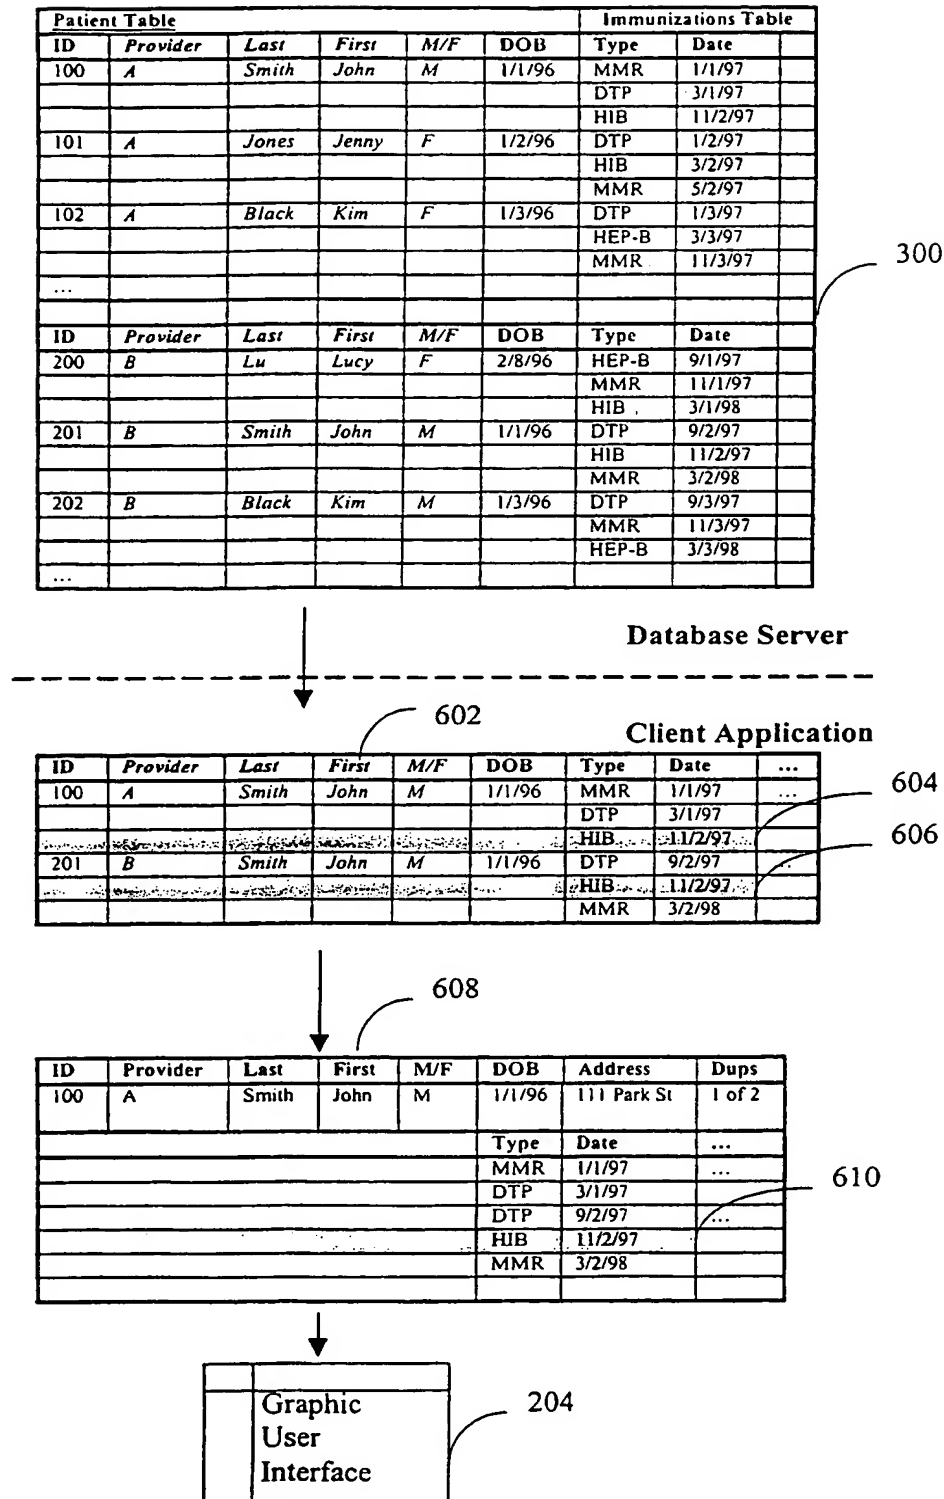 Patient Table Immunizations Table
ID Provider Last First M/F DOB Type Date
100 A Smith John M 1/1/96 MMR 1/1/97
DTP 3/1/97
HIB 11/2/97
101 A Jones Jenny F 1/2/96 DTP 1/2/97
HIB 3/2/97
MMR 5/2/97
102 A Black Kim F 1/3/96 DTP 1/3/97
HEP-B 3/3/97
MMR 11/3/97
300
...
ID Provider Last First M/F DOB Type Date
200 B Lu Lucy F 2/8/96 HEP-B 9/1/97
MMR 11/1/97
HIB 3/1/98
201 B Smith John M 1/1/96 DTP 9/2/97
HIB 11/2/97
MMR 3/2/98
202 B Black Kim M 1/3/96 DTP 9/3/97
MMR 11/3/97
HEP-B 3/3/98
...
Database Server
602
Client Application
ID Provider Last First M/F DOB Type Date ...
100 A Smith John M 1/1/96 MMR 1/1/97 ...
604
DTP 3/1/97
HIB 11/2/97
606
201 B Smith John M 1/1/96 DTP 9/2/97 ...
HIB 11/2/97
MMR 3/2/98
608
ID Provider Last First M/F DOB Address Dups
100 A Smith John M 1/1/96 111 Park St 1 of 2
Type Date ...
MMR 1/1/97 ...
610
DTP 3/1/97
DTP 9/2/97 ...
HIB 11/2/97
MMR 3/2/98
204
Graphic
User
Interface